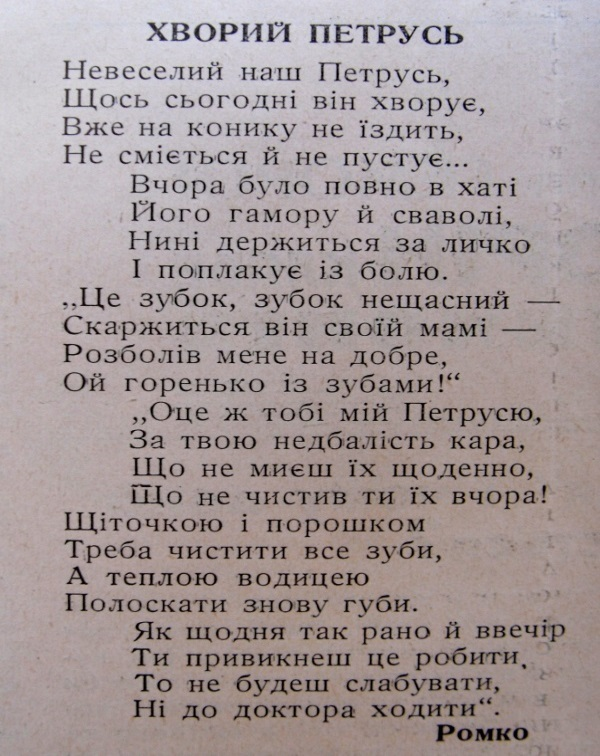 ХВОРИЙ ПЕТРУСЬ
Невеселий наш Петрусь,
Щось сьогодні він хворує,
Вже на конику не їздить,
Не сміється й не пустує...
Вчора було повно в хаті
Його гамору й сваволі,
Нині держиться за личко
І поплакує із болю.
„Це зубок, зубок нещасний —
Скаржиться він своїй мамі —
Розболів мене на добре,
Ой горенько із зубами!“
„Оце ж тобі мій Петрусю,
За твою недбалість кара,
Що не миєш їх щоденно,
Що не чистив ти їх вчора!
Щіточкою і порошком
Треба чистити все зуби,
А теплою водицею
Полоскати знову губи.
Як щодня так рано й ввечір
Ти привикнеш це робити,
То не будеш слабувати,
Ні до доктора ходити“.
Ромко